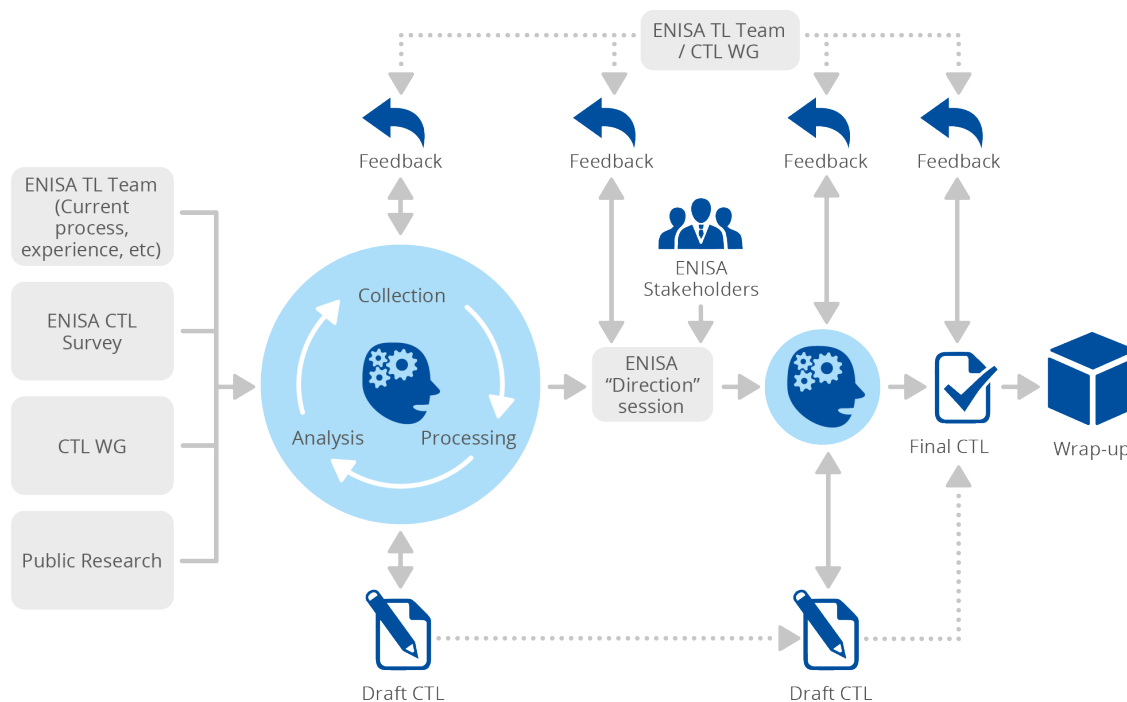 ENISA TL Team
/ CTL WG
Feedback
Feedback
Feedback
Feedback
ENISA TL Team
(Current
process,
experience, etc)
ENISA CTL
Survey
CTL WG
Public Research
Collection
Analysis
Processing
ENISA
Stakeholders
ENISA
“Direction”
session
Final CTL
Wrap-up
Draft CTL
Draft CTL